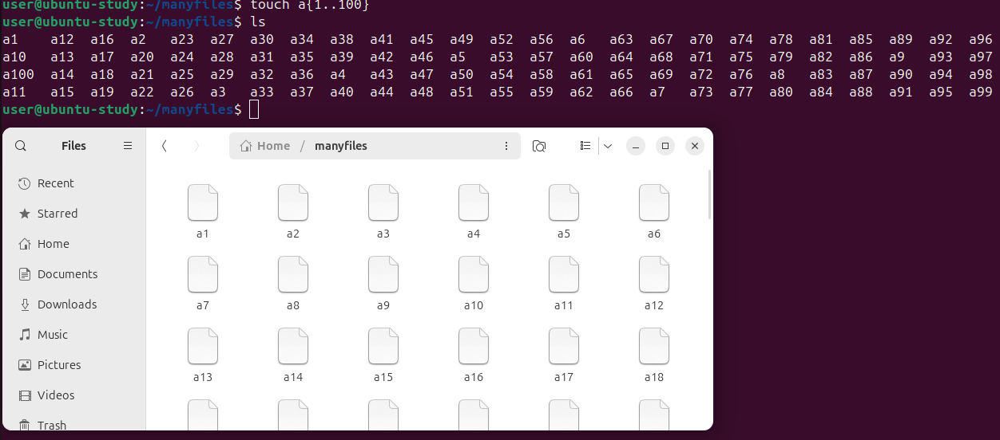 user@ubuntu-study:~/manyfiles$ touch a{1..100}
user@ubuntu-study:~/manyfiles$ ls
a1 a12 a16 a2 a23 a27 a30 a34 a38 a41 a45 a49 a52 a56 a6 a63 a67 a70 a74 a78 a81 a85 a89 a92 a96
a10 a13 a17 a20 a24 a28 a31 a35 a39 a42 a46 a5 a53 a57 a60 a64 a68 a71 a75 a79 a82 a86 a9 a93 a97
a100 a14 a18 a21 a25 a29 a32 a36 a4 a43 a47 a50 a54 a58 a61 a65 a69 a72 a76 a8 a83 a87 a90 a94 a98
a11 a15 a19 a22 a26 a3 a33 a37 a40 a44 a48 a51 a55 a59 a62 a66 a7 a73 a77 a80 a84 a88 a91 a95 a99
user@ubuntu-study:~/manyfiles$
Files
Home / manyfiles
Recent
Starred
Home
Documents
Downloads
Music
Pictures
Videos
Trash
a1 a2 a3 a4 a5 a6
a7 a8 a9 a10 a11 a12
a13 a14 a15 a16 a17 a18